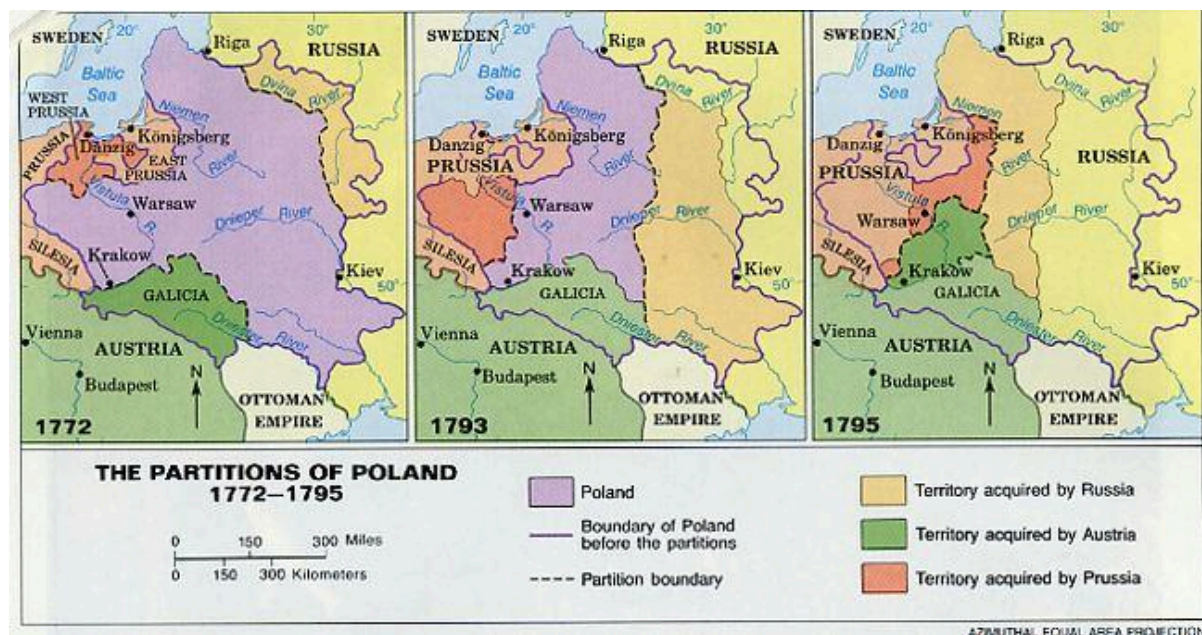 20°
30°
SWEDEN
RUSSIA
Riga
Baltic
Sea
Dvina
River
WEST
PRUSSIA
Niemen
River
Königsberg
Danzig
PRUSSIA
EAST
PRUSSIA
Vistula
R.
Warsaw
Dnieper River
SILESIA
Krakow
Kiev
50°
GALICIA
Dniester River
Vienna
AUSTRIA
Budapest
N
OTTOMAN
EMPIRE
1772
20°
30°
SWEDEN
RUSSIA
Riga
Baltic
Sea
Dvina
River
Niemen
River
Königsberg
Danzig
PRUSSIA
Vistula
R.
Warsaw
Dnieper River
SILESIA
Krakow
Kiev
50°
GALICIA
Dniester River
Vienna
AUSTRIA
Budapest
N
OTTOMAN
EMPIRE
1793
20°
30°
SWEDEN
Riga
Baltic
Sea
Dvina River
Niemen
Königsberg
Danzig
PRUSSIA
RUSSIA
Vistula
R.
Warsaw
Dnieper River
SILESIA
Krakow
Kiev
50°
GALICIA
Dniester River
Vienna
AUSTRIA
Budapest
N
OTTOMAN
EMPIRE
1795
THE PARTITIONS OF POLAND
1772–1795
0 150 300 Miles
0 150 300 Kilometers
Poland
Boundary of Poland
before the partitions
Partition boundary
Territory acquired by Russia
Territory acquired by Austria
Territory acquired by Prussia
AZIMUTHAL EQUAL AREA PROJECTION